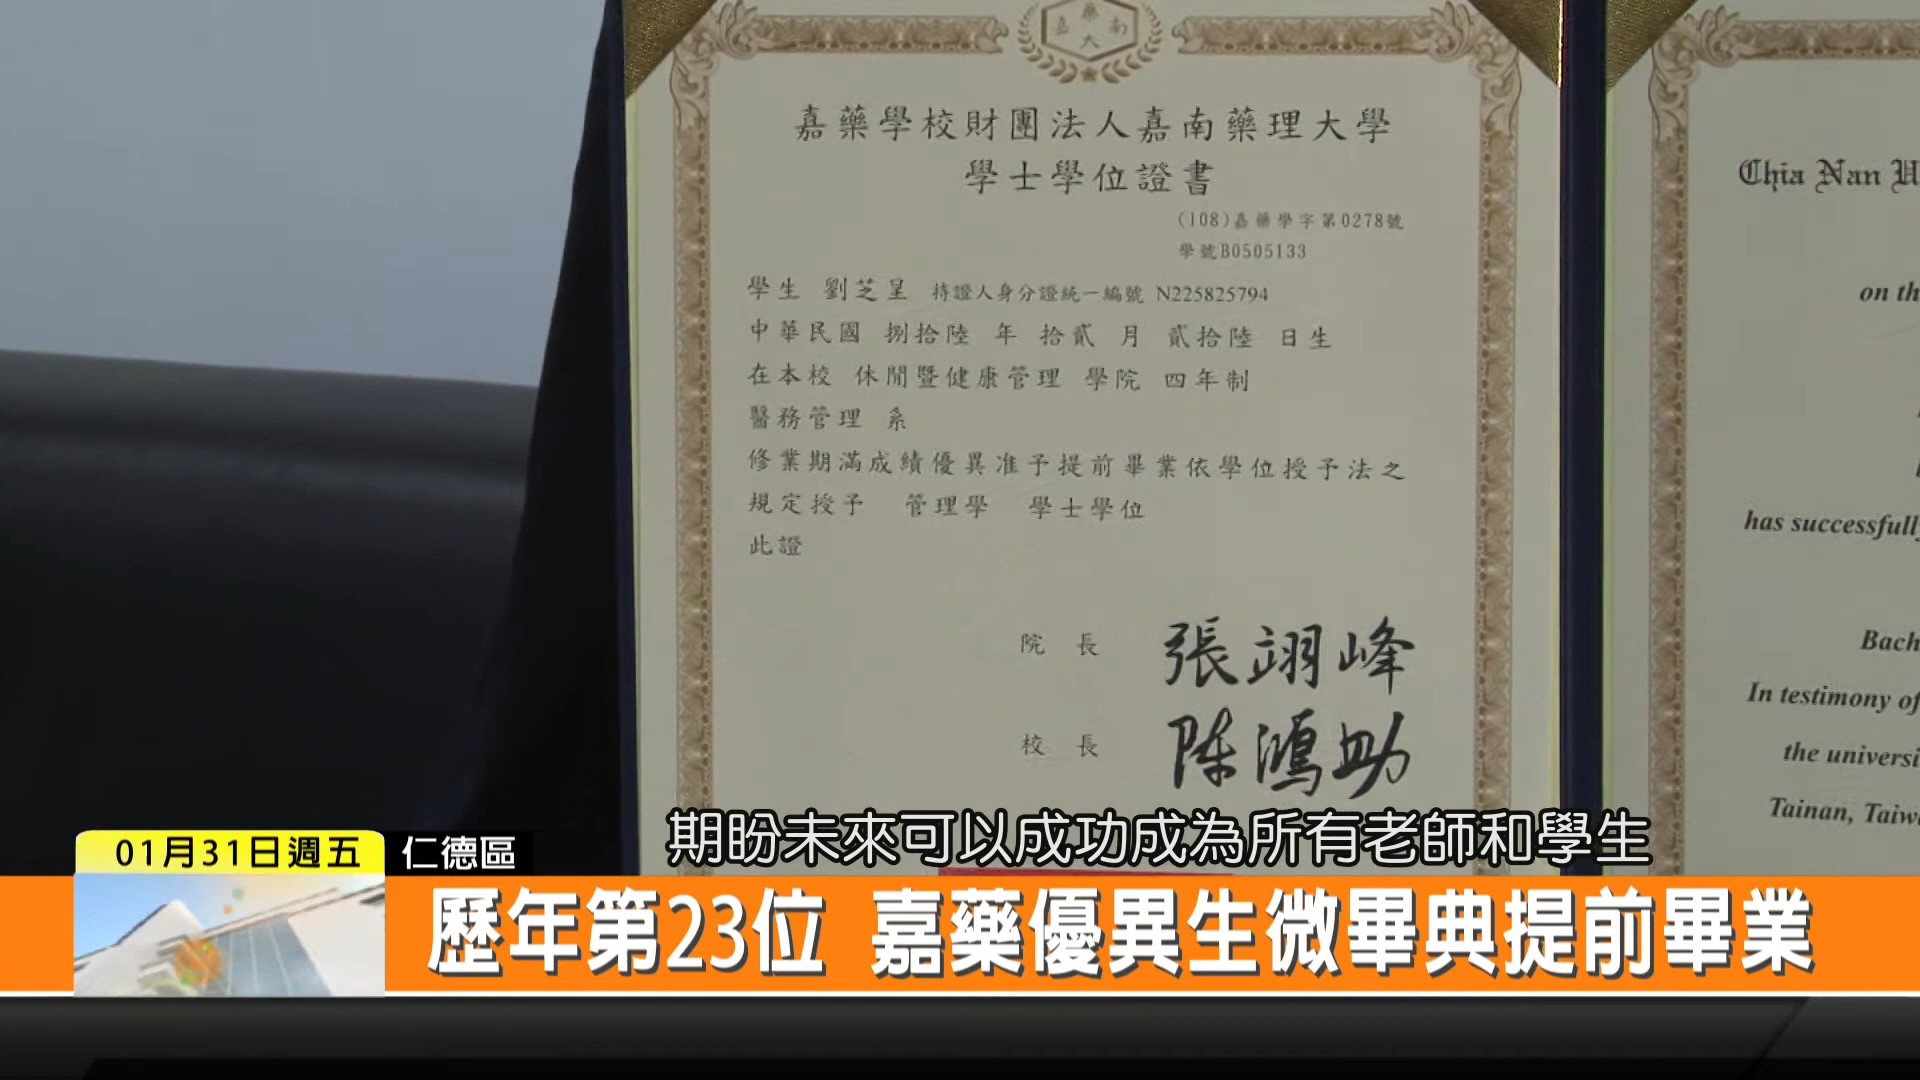 嘉 藥 南 大
嘉藥學校財團法人嘉南藥理大學
學士學位證書
(108)嘉藥學字第0278號
學號B0505133
學生 劉芝呈 持證人身分證統一編號 N225825794
中華民國 捌拾陸 年 拾貳 月 貳拾陸 日生
在本校 休閒暨健康管理 學院 四年制
醫務管理 系
修業期滿成績優異准予提前畢業依學位授予法之
規定授予 管理學 學士學位
此證
院長 張翊峰
校長 陳鴻助
Chia Nan U
on th
has successfully
Bach
In testimony of
the universi
Tainan, Taiw
期盼未來可以成功成為所有老師和學生
01月31日週五 仁德區
歷年第23位 嘉藥優異生微畢典提前畢業